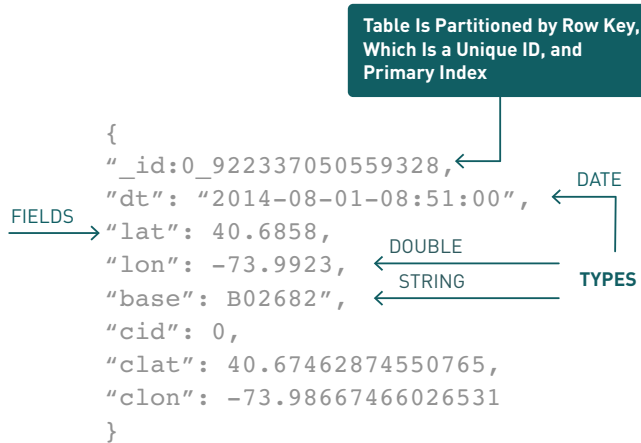 Table Is Partitioned by Row Key,
Which Is a Unique ID, and
Primary Index
{
“_id:0_922337050559328,
”dt”: “2014-08-01-08:51:00”,
DATE
FIELDS
“lat”: 40.6858,
DOUBLE
“lon”: -73.9923,
STRING
TYPES
“base”: B02682”,
“cid”: 0,
“clat”: 40.67462874550765,
“clon”: -73.98667466026531
}